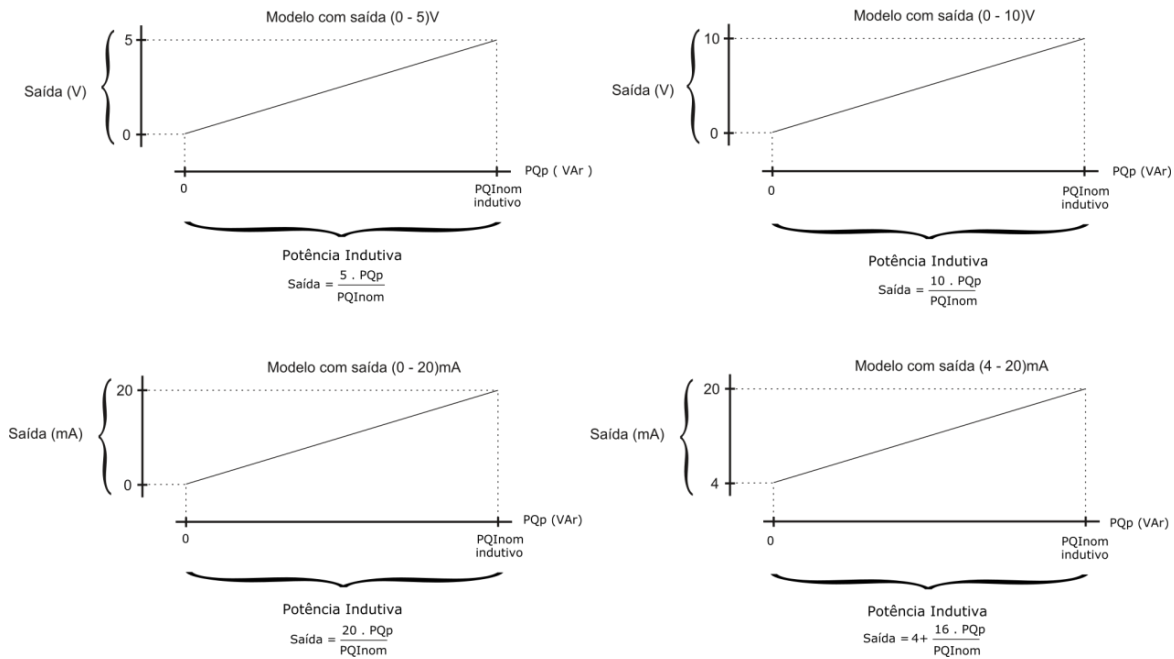 Modelo com saída (0 - 5)V
5
Saída (V)
0
PQp ( VAr )
0
PQInom
indutivo
Potência Indutiva
Saída = 5 . PQp
PQInom
Modelo com saída (0 - 10)V
10
Saída (V)
0
PQp (VAr)
0
PQInom
indutivo
Potência Indutiva
Saída = 10 . PQp
PQInom
Modelo com saída (0 - 20)mA
20
Saída (mA)
0
PQp (VAr)
0
PQInom
indutivo
Potência Indutiva
Saída = 20 . PQp
PQInom
Modelo com saída (4 - 20)mA
20
Saída (mA)
4
PQp (VAr)
0
PQInom
indutivo
Potência Indutiva
Saída = 4+ 16 . PQp
PQInom